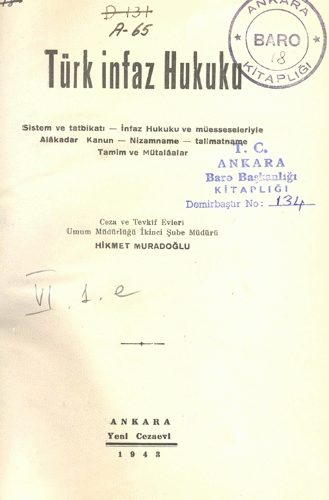 D-131
A-65
ANKARA
BARO
18
KİTAPLIĞI
Türk infaz Hukuku
Sistem ve tatbikatı — İnfaz Hukuku ve müesseseleriyle
Alâkadar Kanun — Nizamname — talimatname
Tamim ve Mütalâalar
T. C.
ANKARA
Baro Başkanlığı
KİTAPLIĞI
Demirbaştır No: 134
Ceza ve Tevkif Evleri
Umum Müdürlüğü İkinci Şube Müdürü
HİKMET MURADOĞLU
VI. 1. e
ANKARA
Yeni Cezaevi
1943